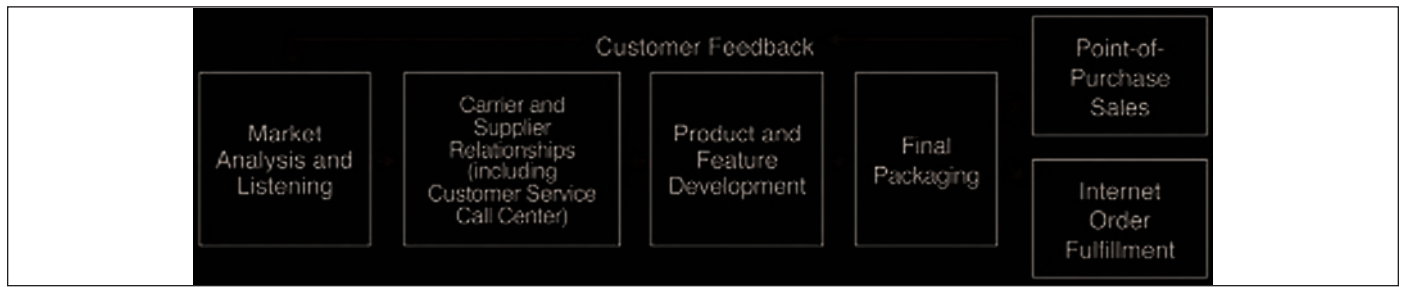 Customer Feedback
Market
Analysis and
Listening
Carrier and
Supplier
Relationships
(including
Customer Service
Call Center)
Product and
Feature
Development
Final
Packaging
Point-of-
Purchase
Sales
Internet
Order
Fulfillment